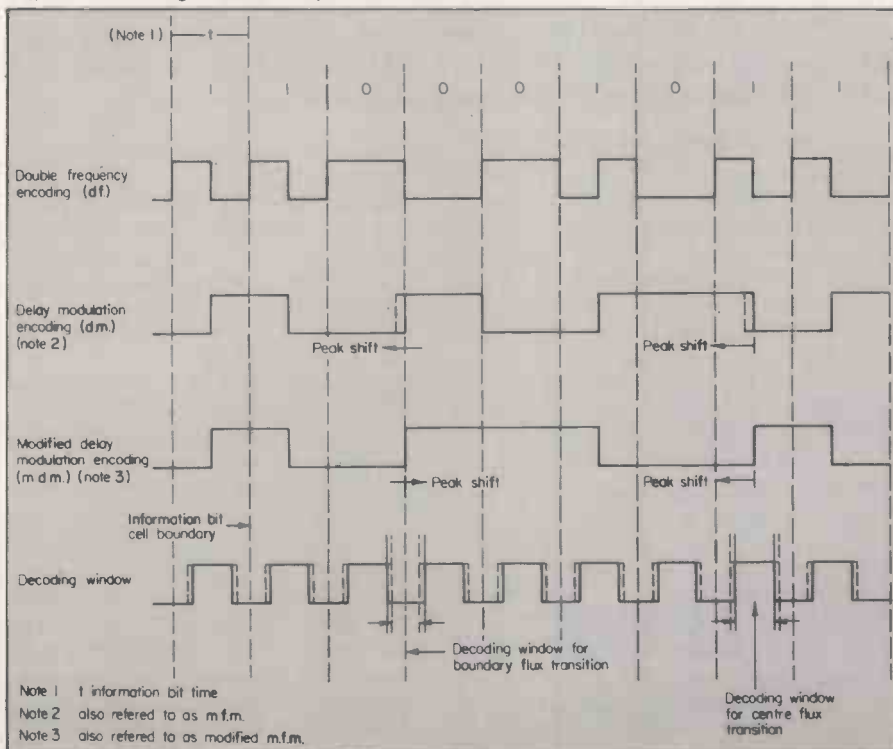 (Note 1) t
1 1 0 0 0 1 0 1 1
Double frequency
encoding (d.f.)
Delay modulation
encoding (d.m.)
(note 2)
Peak shift
Peak shift
Modified delay
modulation encoding
(m.d.m.) (note 3)
Peak shift
Peak shift
Information bit
cell boundary
Decoding window
Decoding window for
boundary flux transition
Decoding window
for centre flux
transition
Note 1 t information bit time
Note 2 also refered to as m.f.m.
Note 3 also refered to as modified m.f.m.